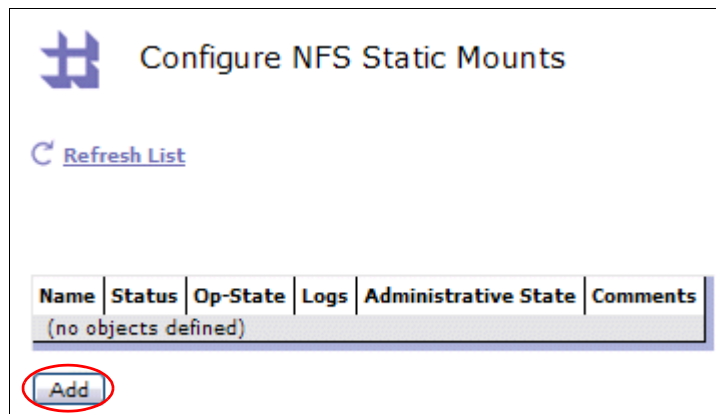 Configure NFS Static Mounts
Refresh List
Name Status Op-State Logs Administrative State Comments
(no objects defined)
Add